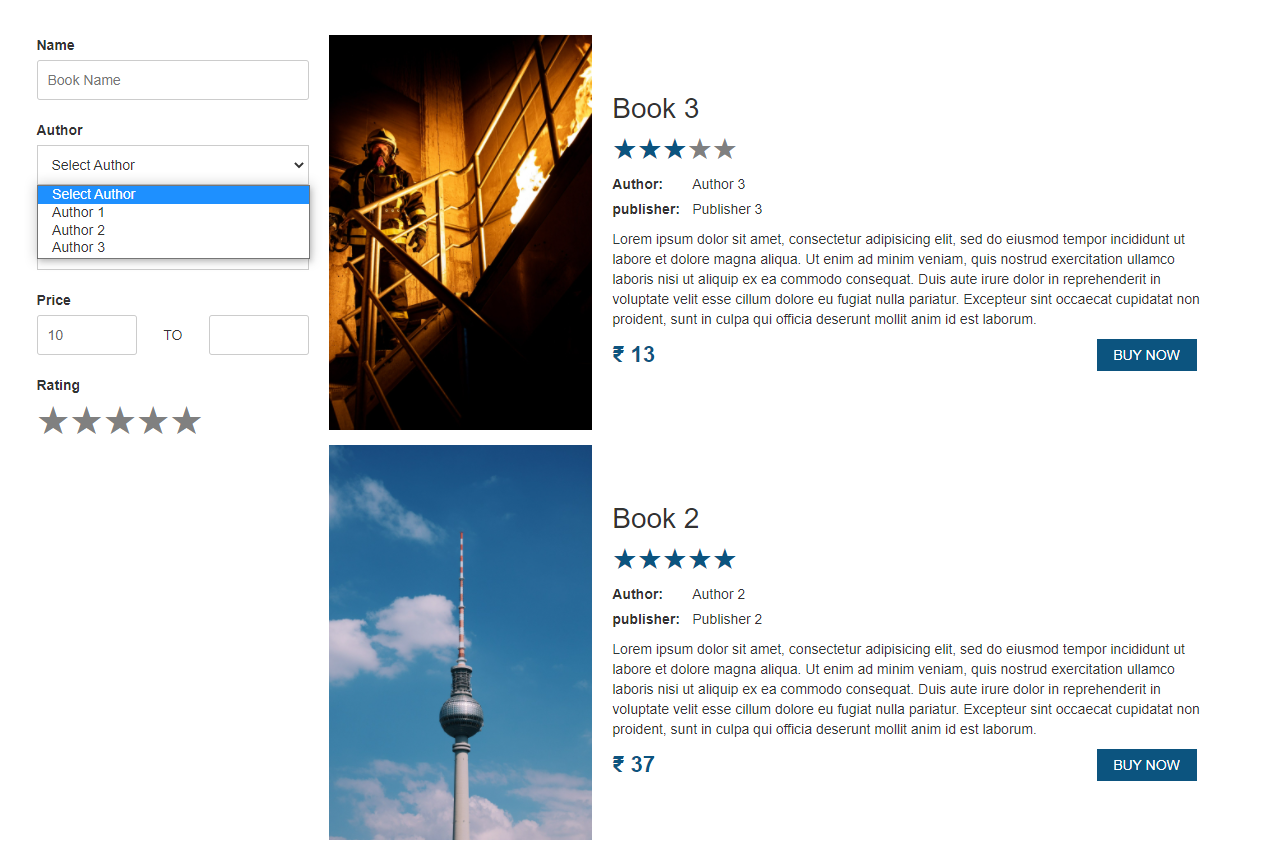 Name
Book Name
Author
Select Author
Select Author
Author 1
Author 2
Author 3
Price
10 TO
Rating
Book 3
Author: Author 3
publisher: Publisher 3
Lorem ipsum dolor sit amet, consectetur adipisicing elit, sed do eiusmod tempor incididunt ut
labore et dolore magna aliqua. Ut enim ad minim veniam, quis nostrud exercitation ullamco
laboris nisi ut aliquip ex ea commodo consequat. Duis aute irure dolor in reprehenderit in
voluptate velit esse cillum dolore eu fugiat nulla pariatur. Excepteur sint occaecat cupidatat non
proident, sunt in culpa qui officia deserunt mollit anim id est laborum.
₹ 13 BUY NOW
Book 2
Author: Author 2
publisher: Publisher 2
Lorem ipsum dolor sit amet, consectetur adipisicing elit, sed do eiusmod tempor incididunt ut
labore et dolore magna aliqua. Ut enim ad minim veniam, quis nostrud exercitation ullamco
laboris nisi ut aliquip ex ea commodo consequat. Duis aute irure dolor in reprehenderit in
voluptate velit esse cillum dolore eu fugiat nulla pariatur. Excepteur sint occaecat cupidatat non
proident, sunt in culpa qui officia deserunt mollit anim id est laborum.
₹ 37 BUY NOW